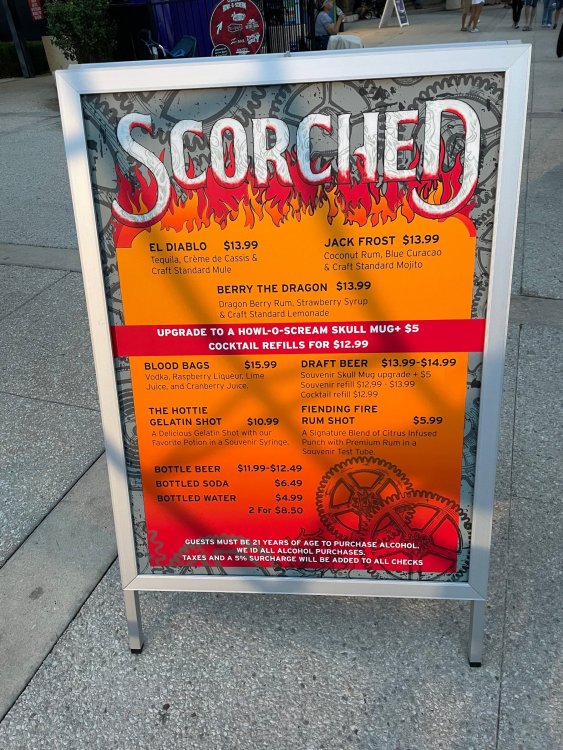 SCORCHED
EL DIABLO $13.99
Tequila, Crème de Cassis &
Craft Standard Mule
JACK FROST $13.99
Coconut Rum, Blue Curacao
& Craft Standard Mojito
BERRY THE DRAGON $13.99
Dragon Berry Rum, Strawberry Syrup
& Craft Standard Lemonade
UPGRADE TO A HOWL-O-SCREAM SKULL MUG+ $5
COCKTAIL REFILLS FOR $12.99
BLOOD BAGS $15.99
Vodka, Raspberry Liqueur, Lime
Juice, and Cranberry Juice.
DRAFT BEER $13.99-$14.99
Souvenir Skull Mug upgrade + $5
Souvenir refill $12.99 - $13.99
Cocktail refill $12.99
THE HOTTIE
GELATIN SHOT $10.99
A Delicious Gelatin Shot with our
Favorite Potion in a Souvenir Syringe.
FIENDING FIRE
RUM SHOT $5.99
A Signature Blend of Citrus Infused
Punch with Premium Rum in a
Souvenir Test Tube.
BOTTLE BEER $11.99-$12.49
BOTTLED SODA $6.49
BOTTLED WATER $4.99
2 For $8.50
GUESTS MUST BE 21 YEARS OF AGE TO PURCHASE ALCOHOL.
WE ID ALL ALCOHOL PURCHASES.
TAXES AND A 5% SURCHARGE WILL BE ADDED TO ALL CHECKS